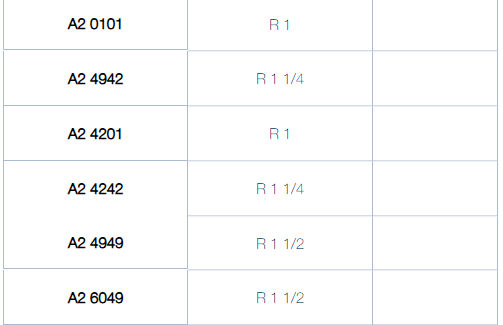 A2 0101 R 1
A2 4942 R 1 1/4
A2 4201 R 1
A2 4242 R 1 1/4
A2 4949 R 1 1/2
A2 6049 R 1 1/2